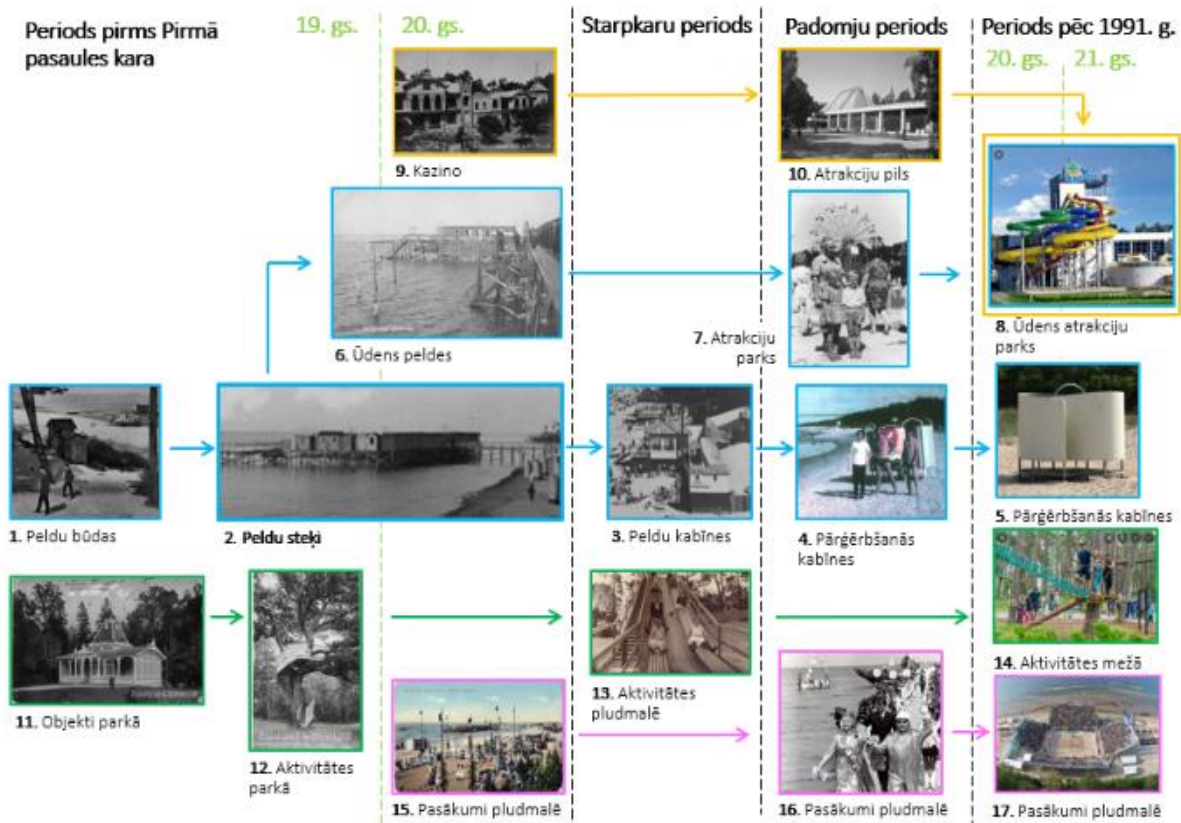 Periods pirms Pirmā
pasaules kara
19. gs.
20. gs.
Starpkaru periods
Padomju periods
Periods pēc 1991. g.
20. gs.
21. gs.
9. Kazino
10. Atrakciju pils
6. Ūdens peldes
7. Atrakciju
parks
8. Ūdens atrakciju
parks
1. Peldu būdas
2. Peldu steķi
3. Peldu kabīnes
4. Pārģērbšanās
kabīnes
5. Pārģērbšanās kabīnes
11. Objekti parkā
12. Aktivitātes
parkā
13. Aktivitātes
pludmalē
14. Aktivitātes mežā
15. Pasākumi pludmalē
16. Pasākumi pludmalē
17. Pasākumi pludmalē